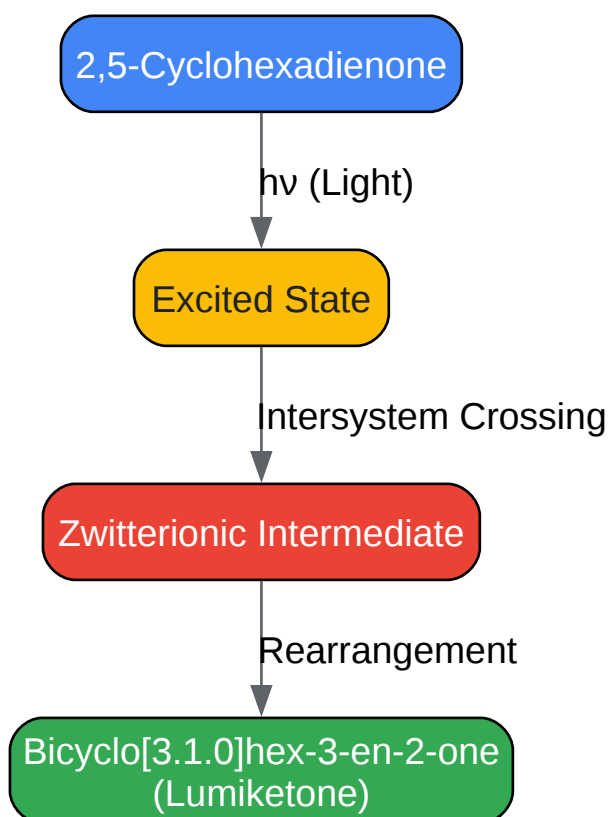 2,5-Cyclohexadienone
hν (Light)
Excited State
Intersystem Crossing
Zwitterionic Intermediate
Rearrangement
Bicyclo[3.1.0]hex-3-en-2-one
(Lumiketone)